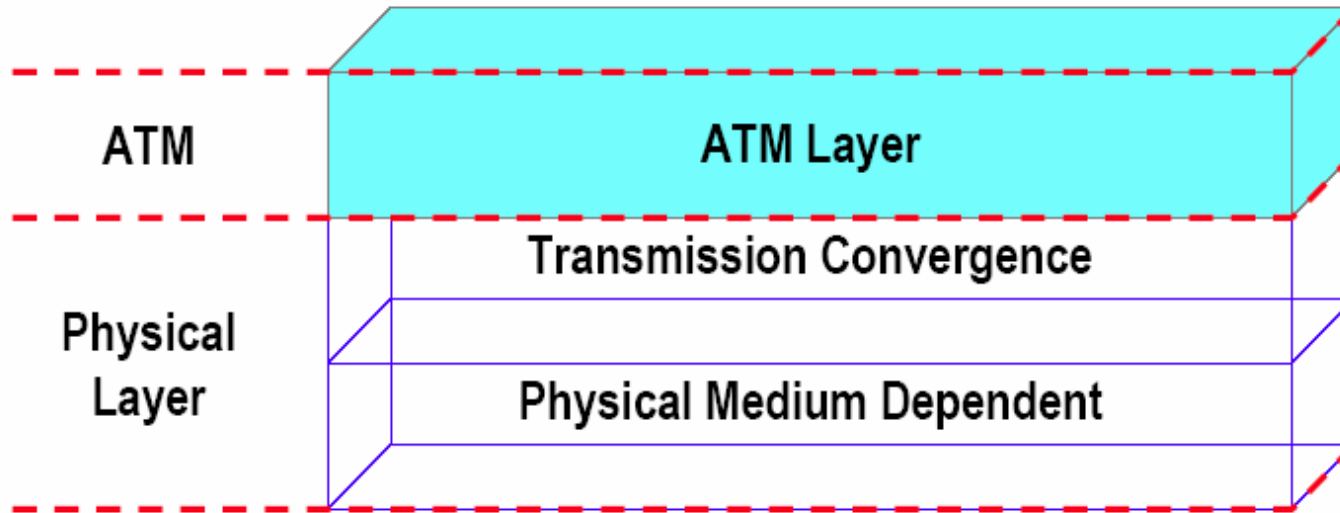 ATM
ATM Layer
Transmission Convergence
Physical
Layer
Physical Medium Dependent